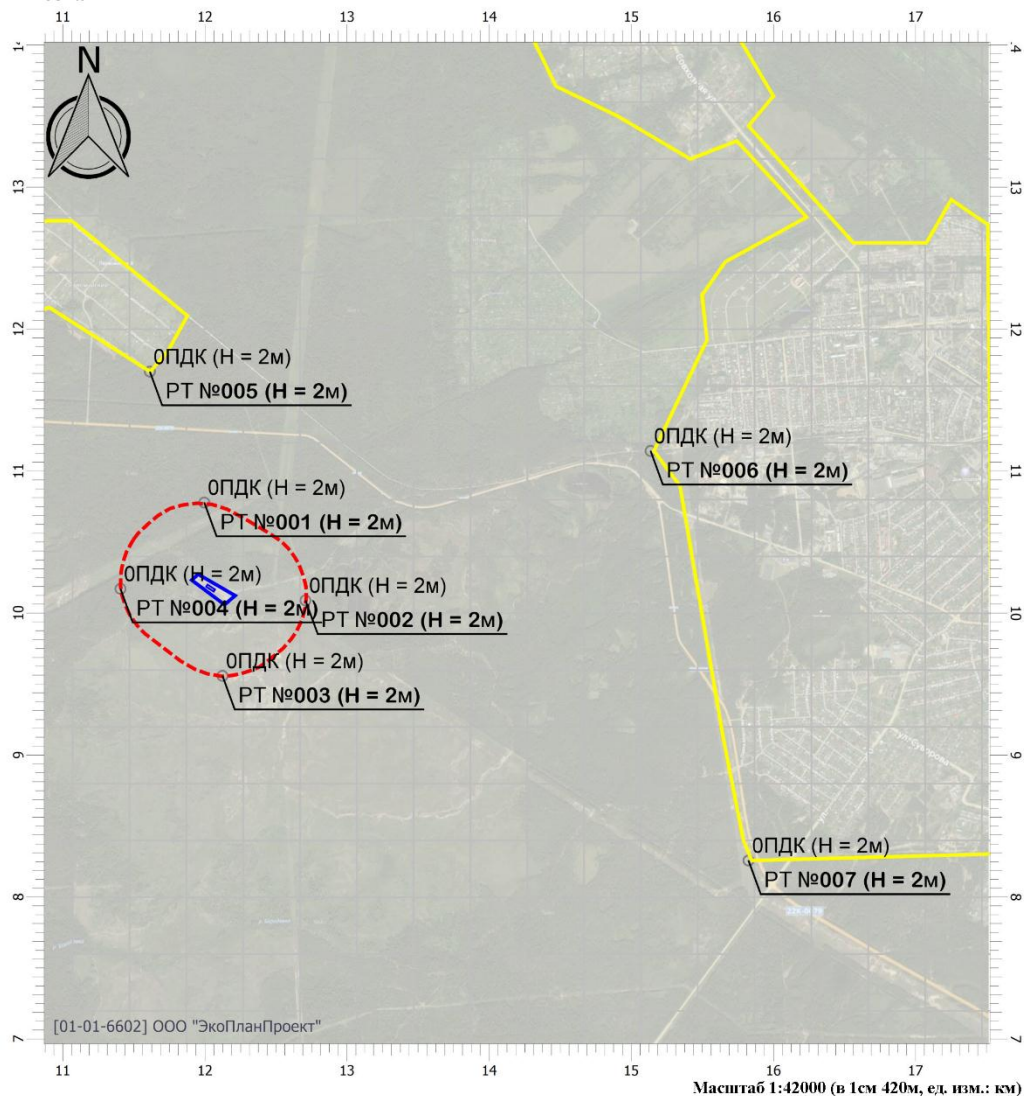 11 12 13 14 15 16 17
N
14 14
13 13
12 12
0ПДК (Н = 2м)
РТ №005 (Н = 2м)
0ПДК (Н = 2м)
РТ №006 (Н = 2м)
11 11
0ПДК (Н = 2м)
РТ №001 (Н = 2м)
0ПДК (Н = 2м)
РТ №004 (Н = 2м)
0ПДК (Н = 2м)
РТ №002 (Н = 2м)
10 10
0ПДК (Н = 2м)
РТ №003 (Н = 2м)
9 9
0ПДК (Н = 2м)
РТ №007 (Н = 2м)
8 8
[01-01-6602] ООО "ЭкоПланПроект"
7 7
11 12 13 14 15 16 17
Масштаб 1:42000 (в 1см 420м, ед. изм.: км)